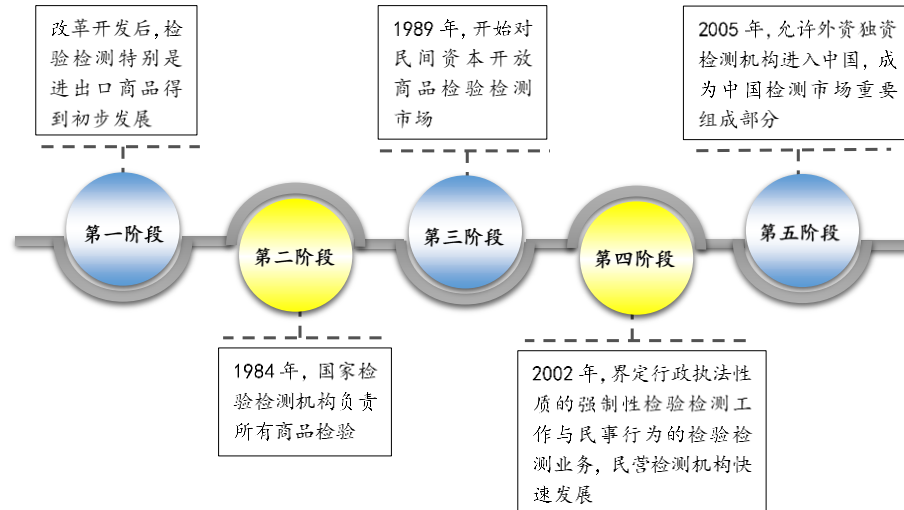 改革开发后，检
验检测特别是
进出口商品得
到初步发展
1989 年，开始对
民间资本开放
商品检验检测
市场
2005 年，允许外资独资
检测机构进入中国，成
为中国检测市场重要
组成部分
第一阶段
第二阶段
第三阶段
第四阶段
第五阶段
1984 年，国家检
验检测机构负责
所有商品检验
2002 年，界定行政执法性
质的强制性检验检测工
作与民事行为的检验检
测业务，民营检测机构快
速发展